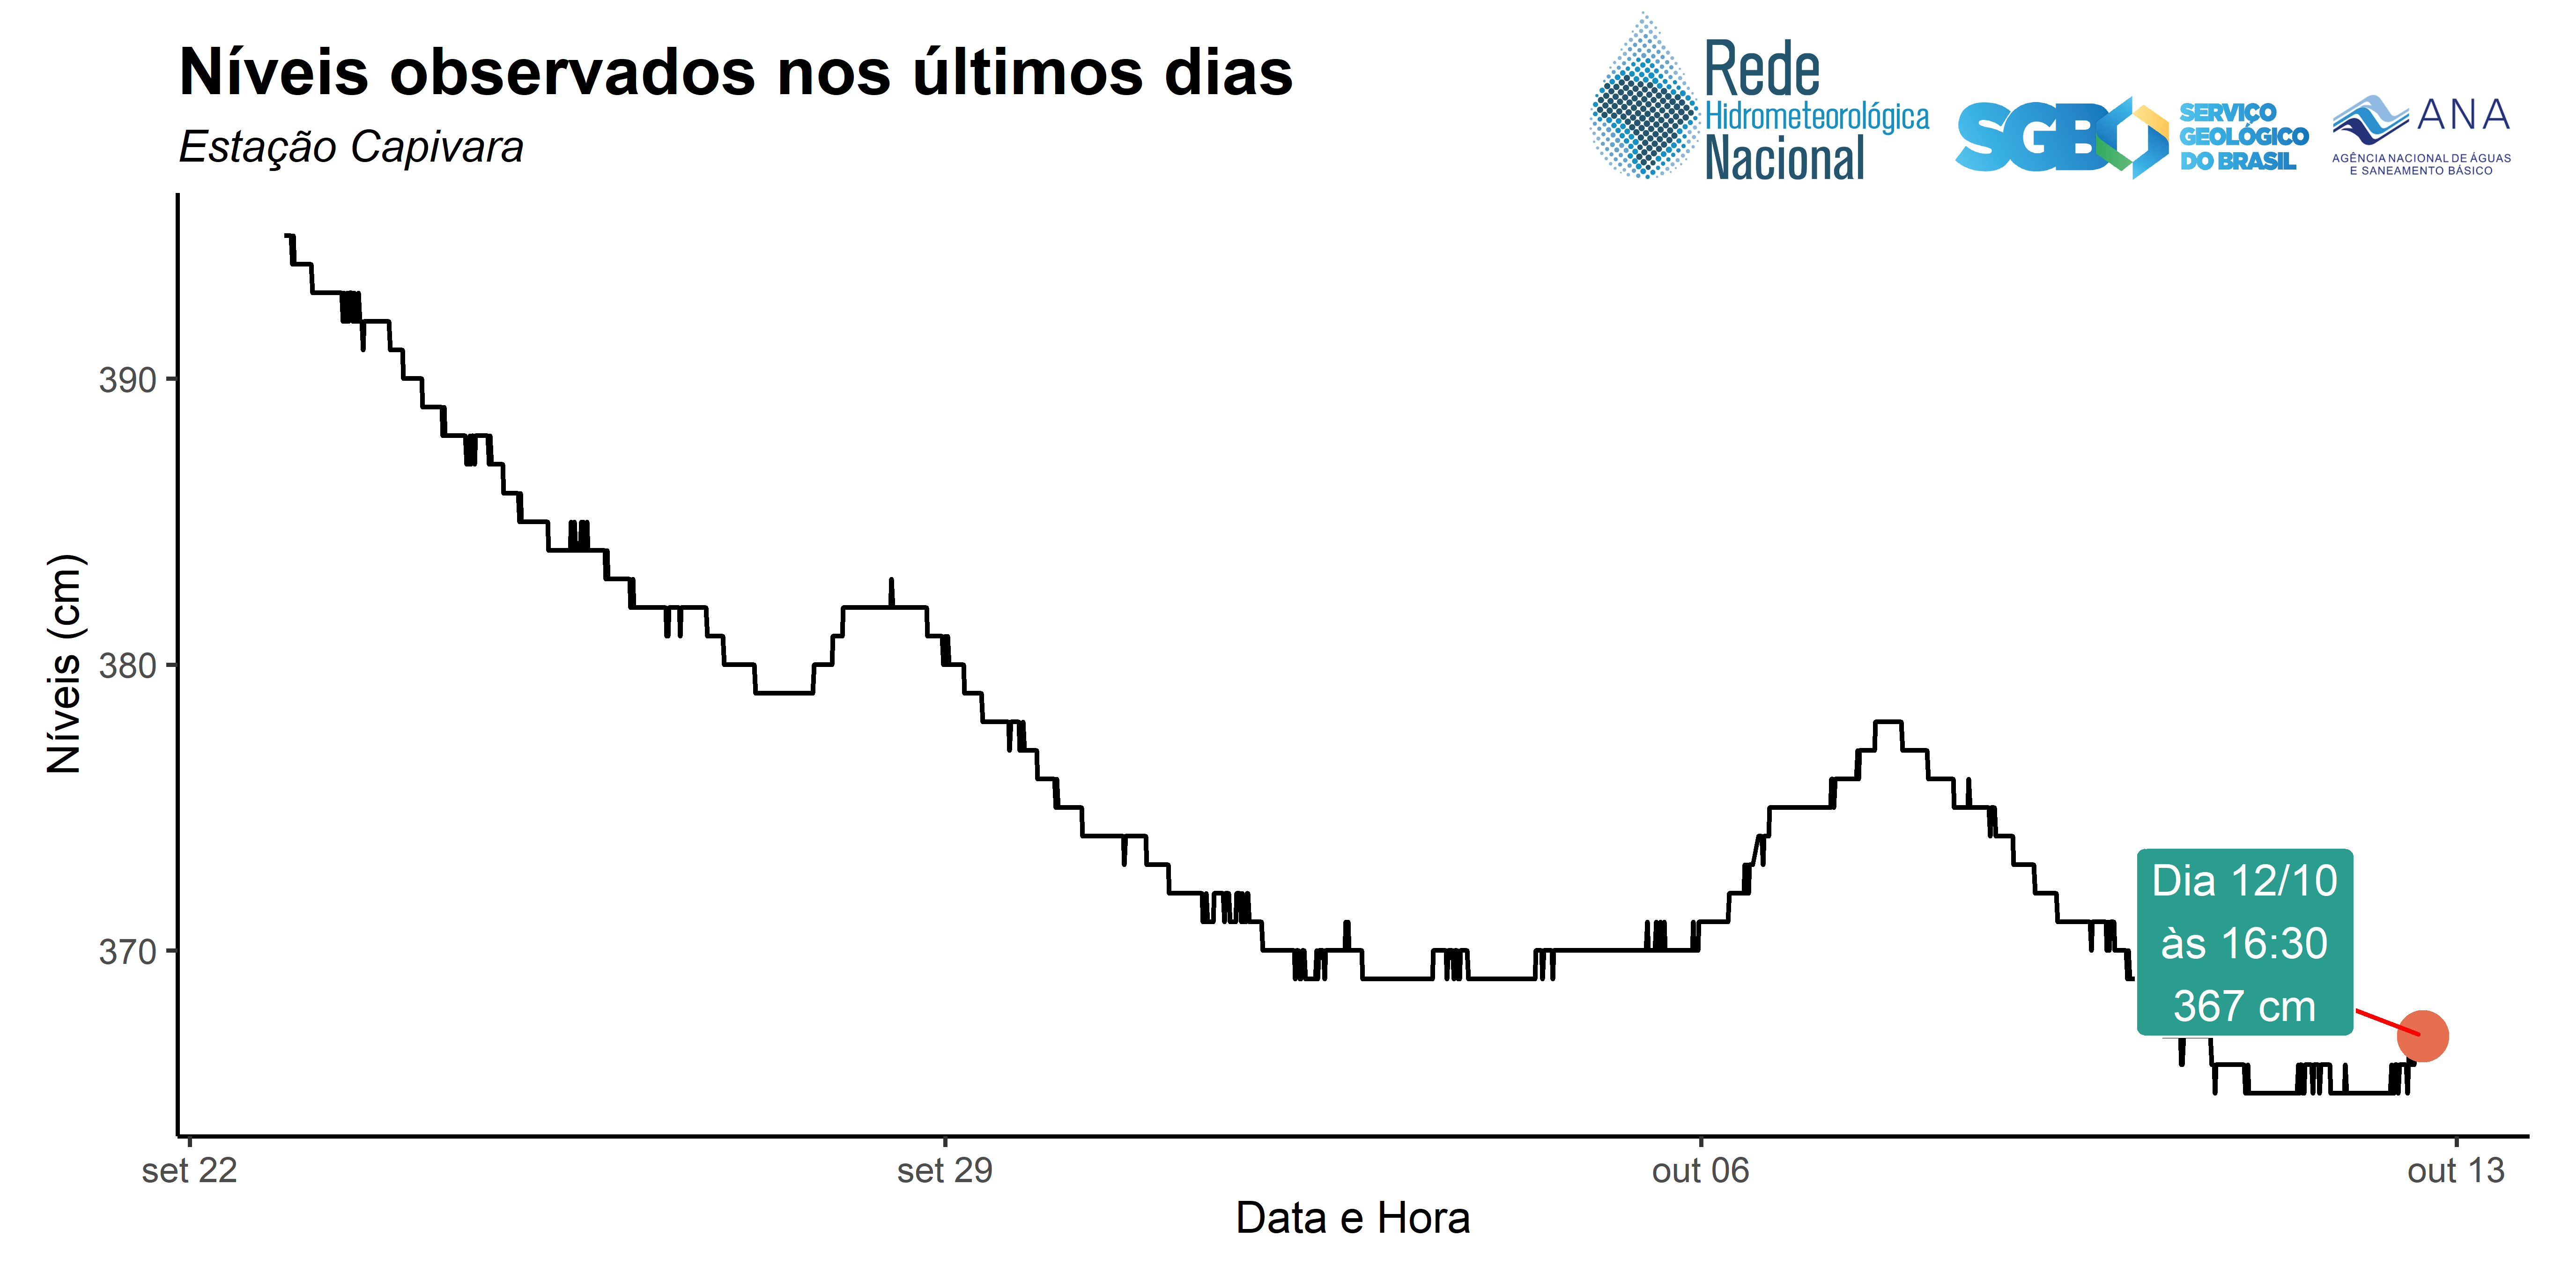 Níveis observados nos últimos dias
Estação Capivara
Rede
Hidrometeorológica
Nacional
SGB
SERVIÇO
GEOLÓGICO
DO BRASIL
ANA
AGÊNCIA NACIONAL DE ÁGUAS
E SANEAMENTO BÁSICO
Níveis (cm)
390
380
370
Dia 12/10
às 16:30
367 cm
set 22
set 29
out 06
out 13
Data e Hora